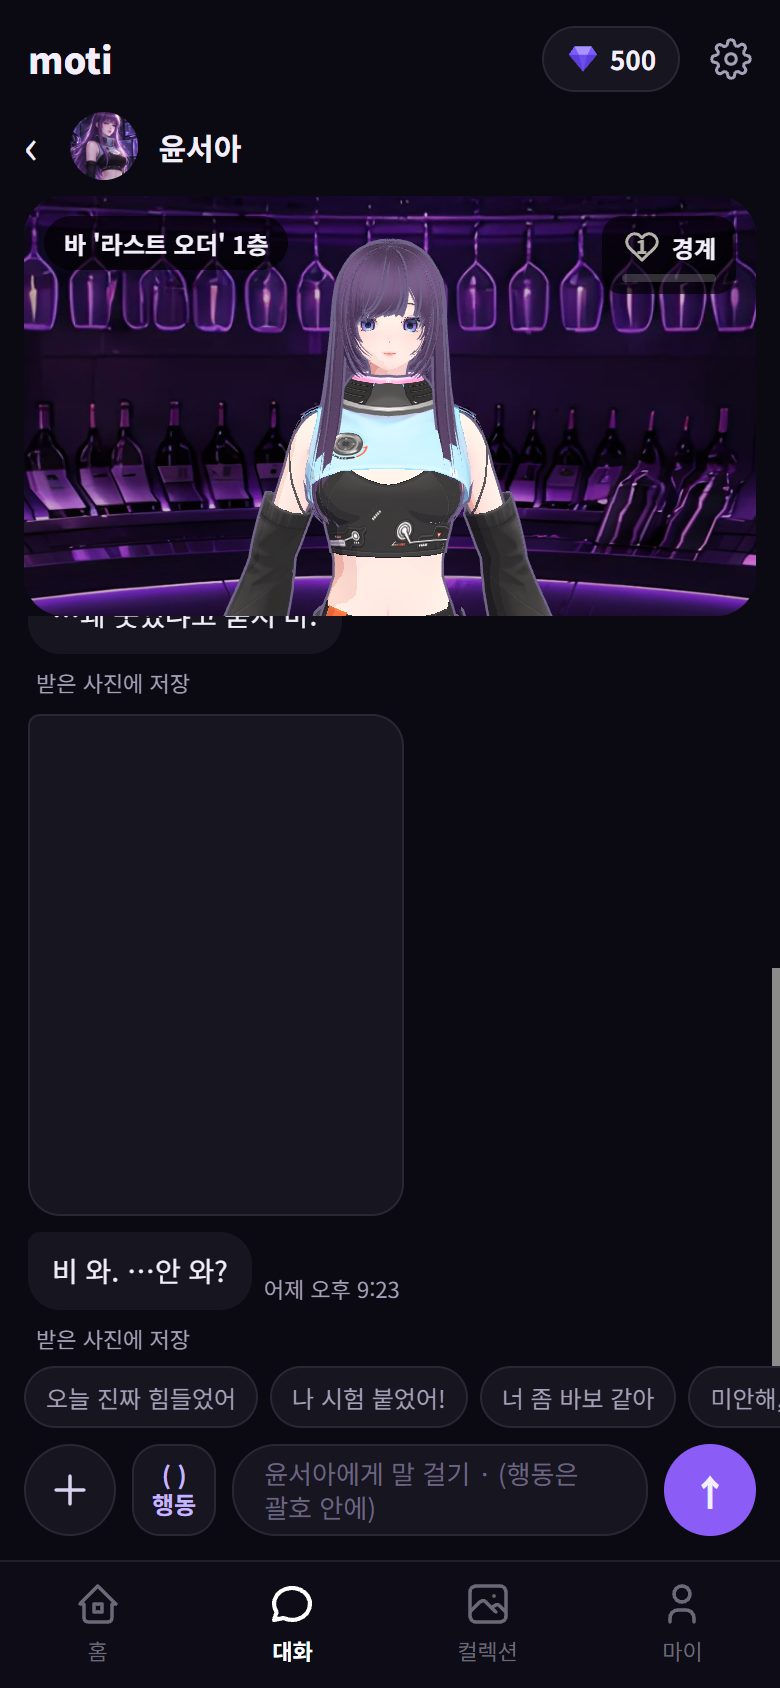 moti
500
윤서아
바 '라스트 오더' 1층
1 경계
받은 사진에 저장
비 와. …안 와?
어제 오후 9:23
받은 사진에 저장
오늘 진짜 힘들었어
나 시험 붙었어!
너 좀 바보 같아
미안해,
( )
행동
윤서아에게 말 걸기 · (행동은
괄호 안에)
홈
대화
컬렉션
마이